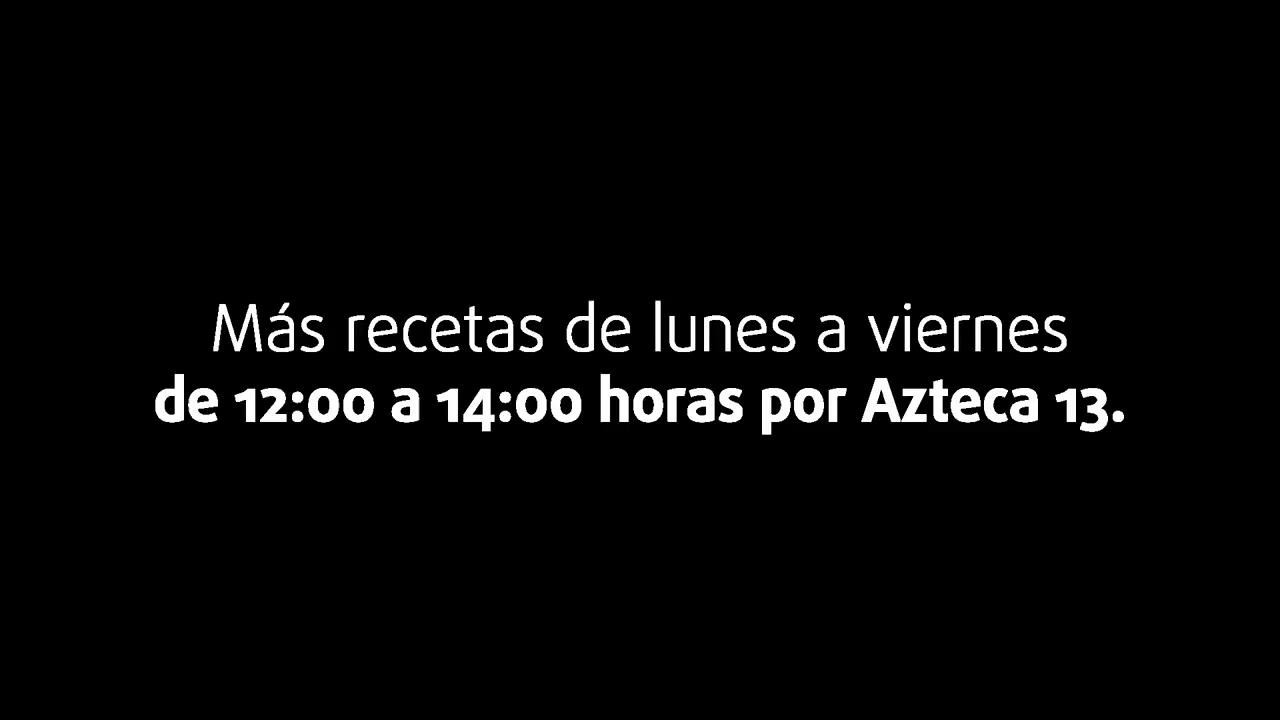 Más recetas de lunes a viernes
de 12:00 a 14:00 horas por Azteca 13.